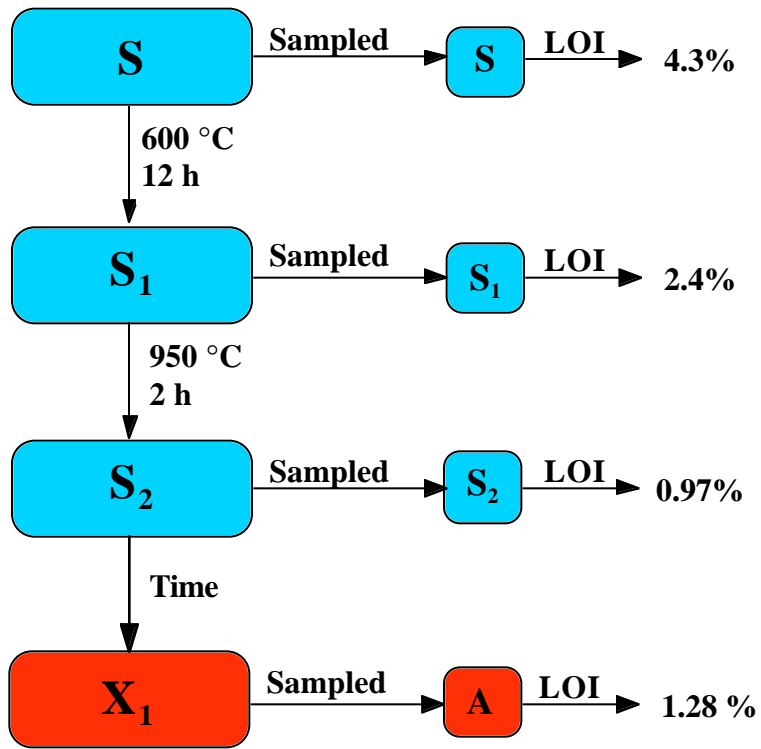 S
Sampled
S
LOI
4.3%
600 °C
12 h
S₁
Sampled
S₁
LOI
2.4%
950 °C
2 h
S₂
Sampled
S₂
LOI
0.97%
Time
X₁
Sampled
A
LOI
1.28 %